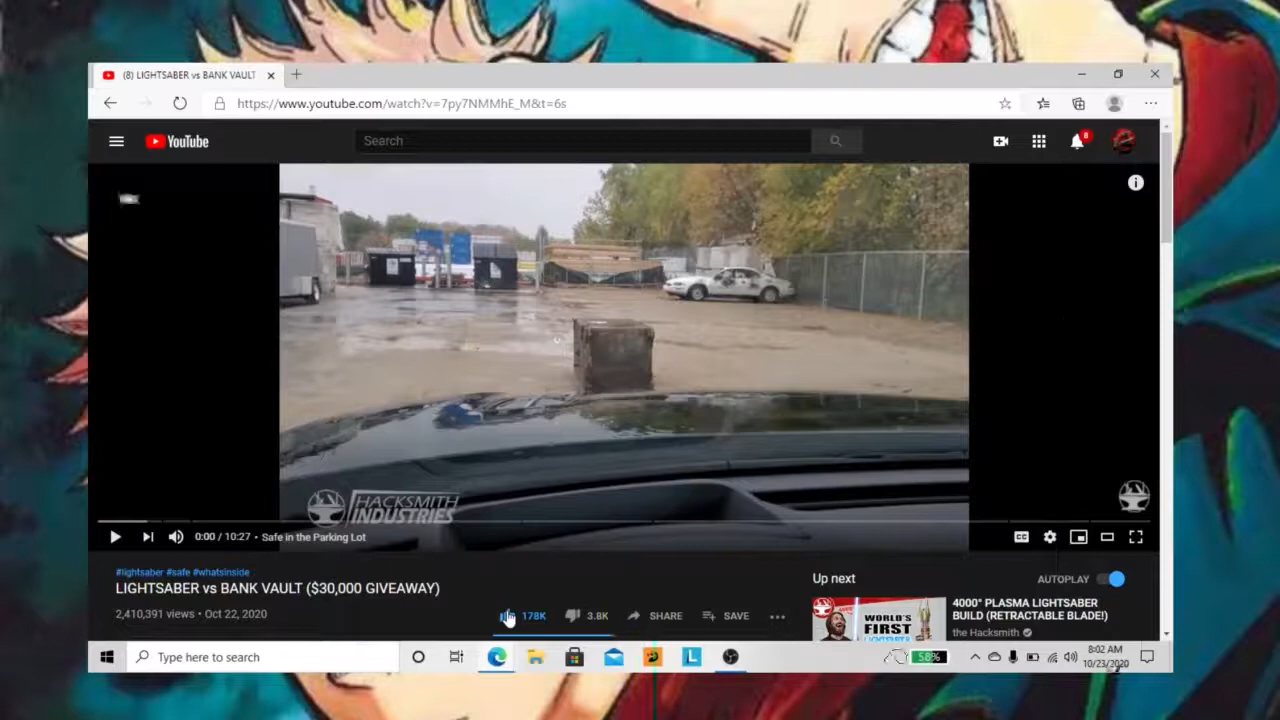 (8) LIGHTSABER vs BANK VAULT
https://www.youtube.com/watch?v=7py7NMMhE_M&t=6s
YouTube
Search
8
HACKSMITH
INDUSTRIES
0:00 / 10:27 • Safe in the Parking Lot
CC
#lightsaber #safe #whatsinside
LIGHTSABER vs BANK VAULT ($30,000 GIVEAWAY)
2,410,391 views • Oct 22, 2020
178K
3.8K
SHARE
SAVE
Up next
AUTOPLAY
WORLD'S
FIRST
4000° PLASMA LIGHTSABER
BUILD (RETRACTABLE BLADE!)
the Hacksmith
Type here to search
L
58%
8:02 AM
10/23/2020